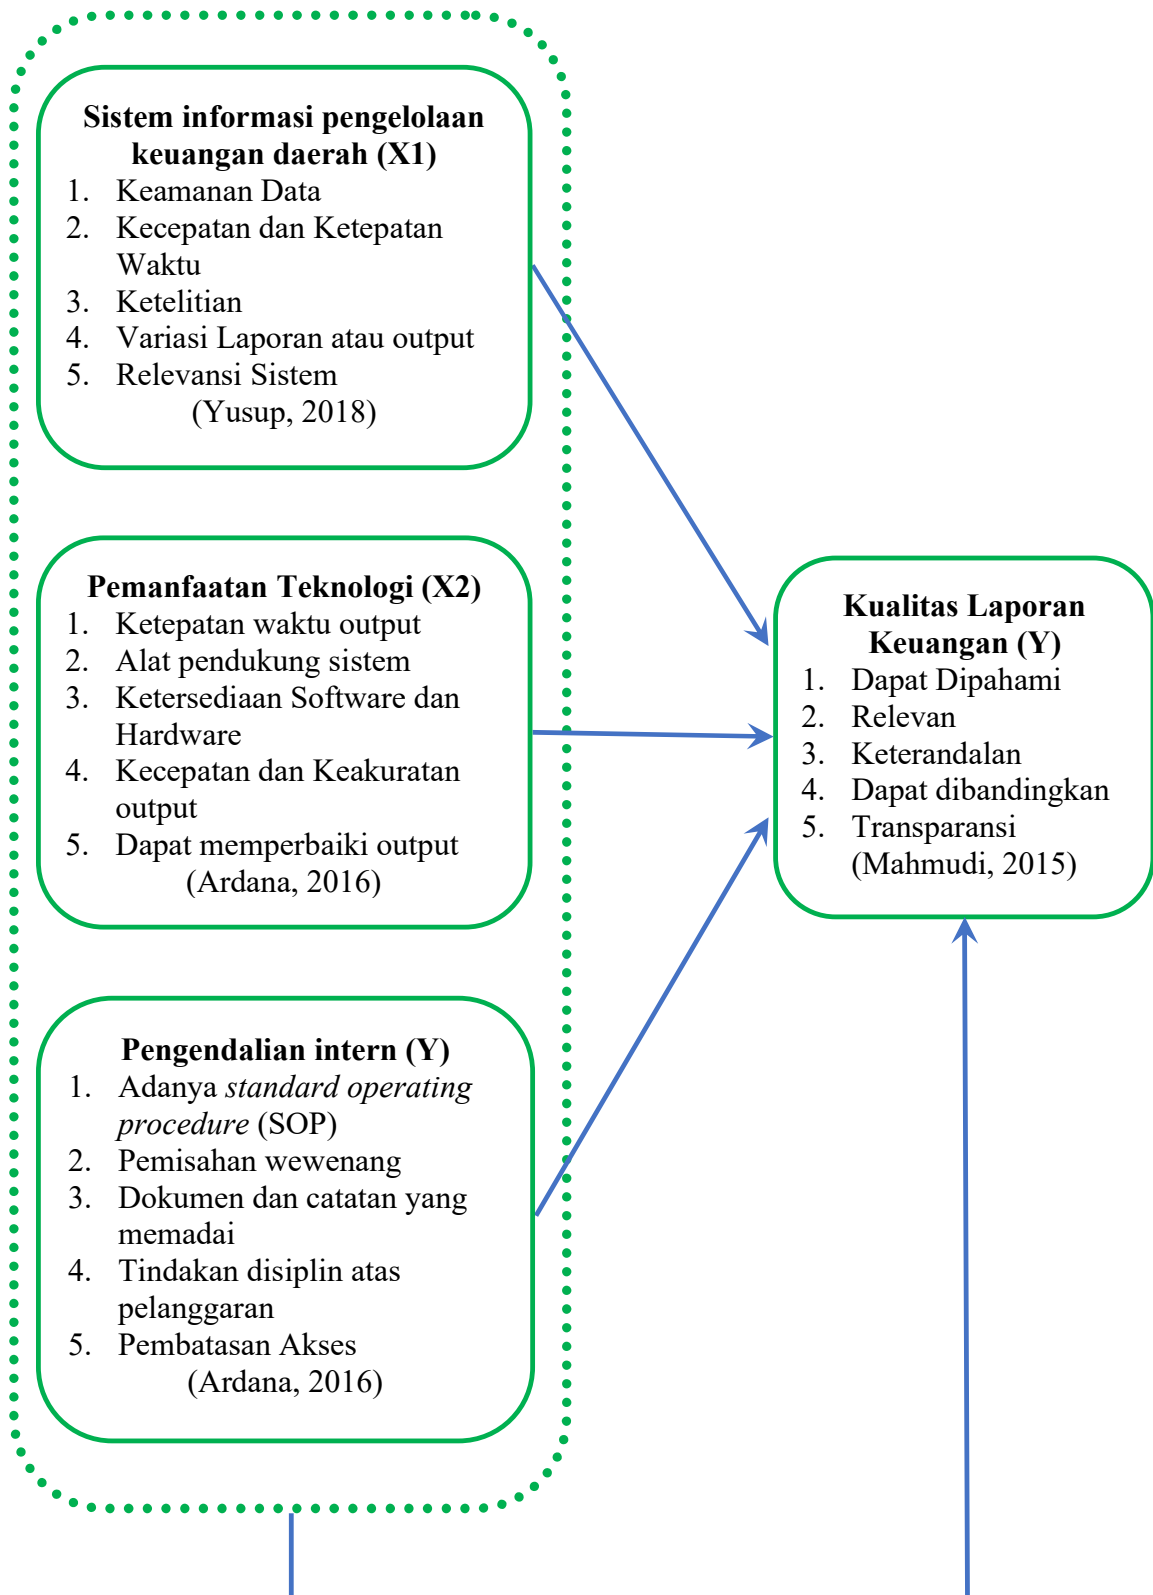 Sistem informasi pengelolaan
keuangan daerah (X1)
1. Keamanan Data
2. Kecepatan dan Ketepatan
Waktu
3. Ketelitian
4. Variasi Laporan atau output
5. Relevansi Sistem
(Yusup, 2018)
Pemanfaatan Teknologi (X2)
1. Ketepatan waktu output
2. Alat pendukung sistem
3. Ketersediaan Software dan
Hardware
4. Kecepatan dan Keakuratan
output
5. Dapat memperbaiki output
(Ardana, 2016)
Pengendalian intern (Y)
1. Adanya standard operating
procedure (SOP)
2. Pemisahan wewenang
3. Dokumen dan catatan yang
memadai
4. Tindakan disiplin atas
pelanggaran
5. Pembatasan Akses
(Ardana, 2016)
Kualitas Laporan
Keuangan (Y)
1. Dapat Dipahami
2. Relevan
3. Keterandalan
4. Dapat dibandingkan
5. Transparansi
(Mahmudi, 2015)